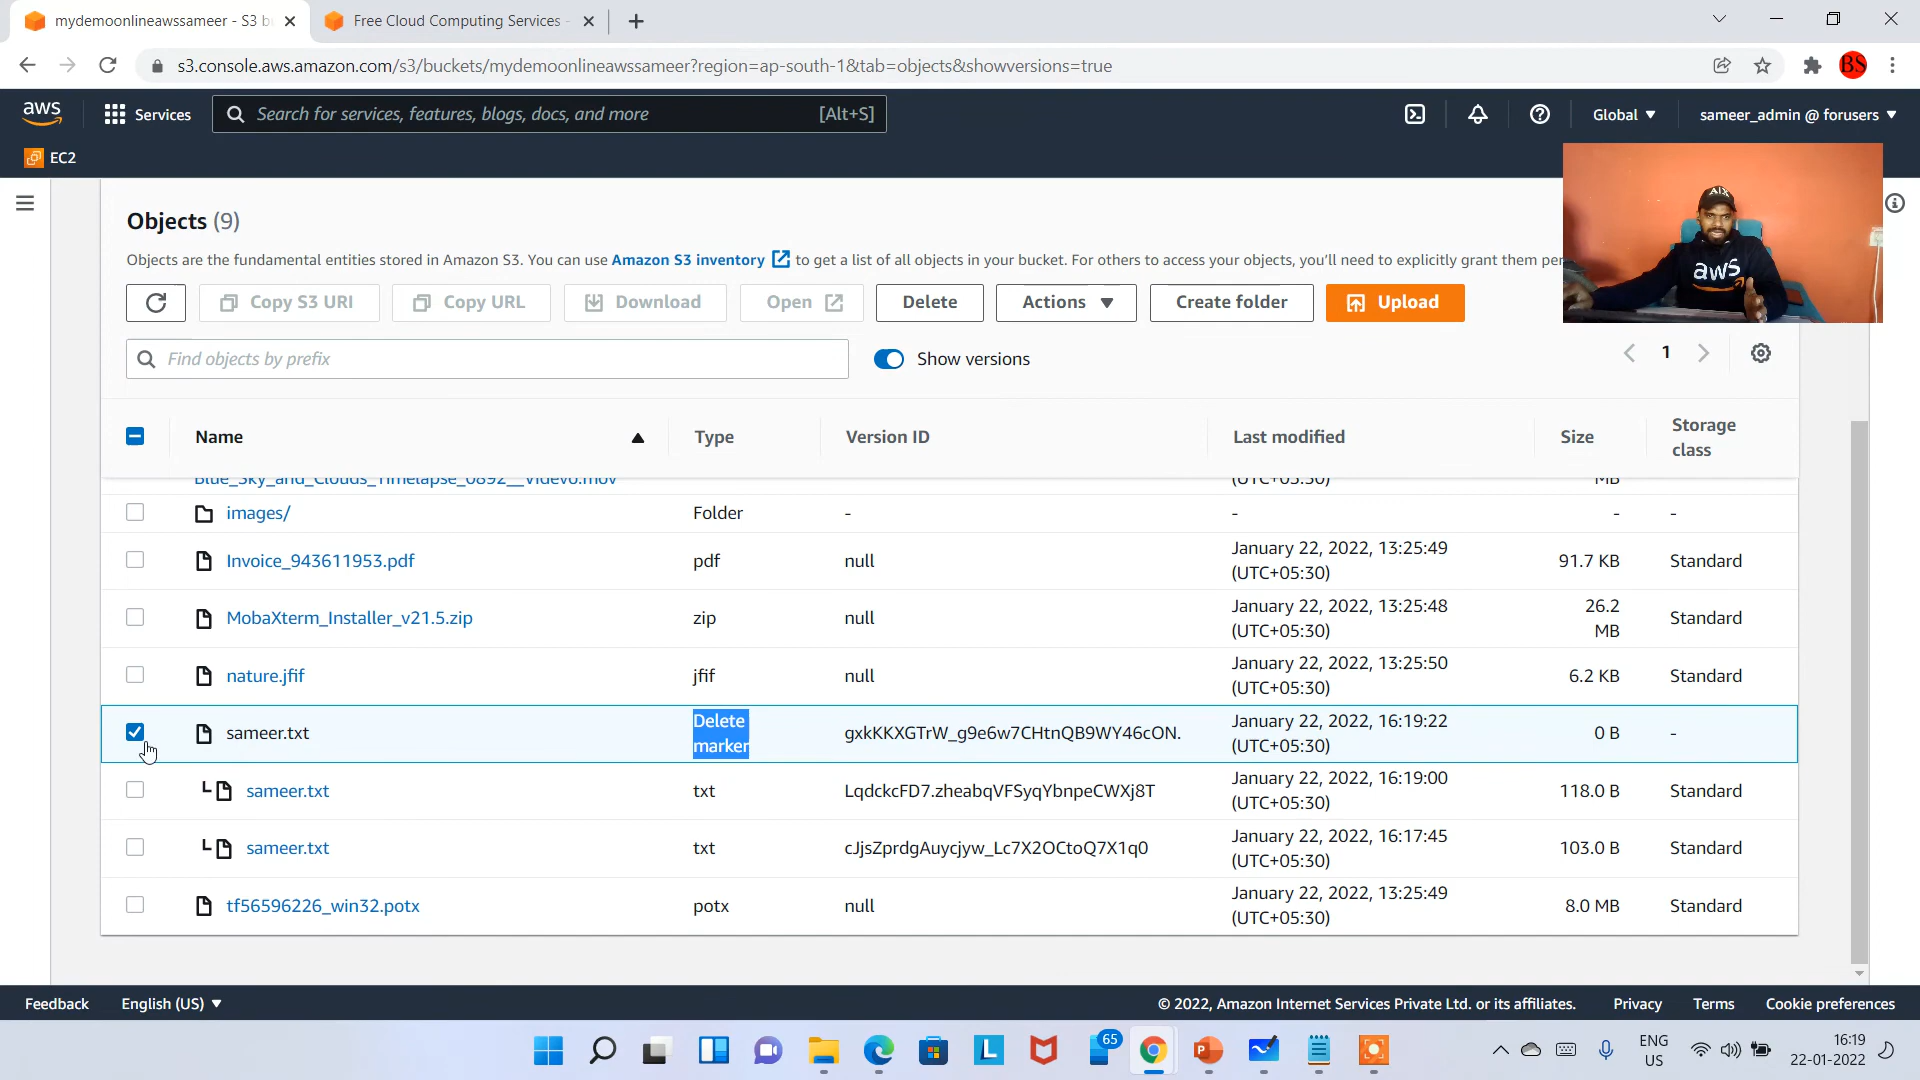 mydemoonlineawssameer - S3 b
Free Cloud Computing Services -
s3.console.aws.amazon.com/s3/buckets/mydemoonlineawssameer?region=ap-south-1&tab=objects&showversions=true
BS
aws
Services
Search for services, features, blogs, docs, and more
[Alt+S]
Global
sameer_admin @ forusers
EC2
AIX
aws
Objects (9)
Objects are the fundamental entities stored in Amazon S3. You can use Amazon S3 inventory to get a list of all objects in your bucket. For others to access your objects, you'll need to explicitly grant them per
Copy S3 URI
Copy URL
Download
Open
Delete
Actions
Create folder
Upload
Find objects by prefix
Show versions
1
Name
Type
Version ID
Last modified
Size
Storage class
Blue_Sky_and_Clouds_Timelapse_0892__Videvo.mov
(UTC+05:30)
MB
images/
Folder
-
-
-
-
Invoice_943611953.pdf
pdf
null
January 22, 2022, 13:25:49 (UTC+05:30)
91.7 KB
Standard
MobaXterm_Installer_v21.5.zip
zip
null
January 22, 2022, 13:25:48 (UTC+05:30)
26.2 MB
Standard
nature.jfif
jfif
null
January 22, 2022, 13:25:50 (UTC+05:30)
6.2 KB
Standard
sameer.txt
Delete marker
gxkKKXGTrW_g9e6w7CHtnQB9WY46cON.
January 22, 2022, 16:19:22 (UTC+05:30)
0 B
-
sameer.txt
txt
LqdckcFD7.zheabqVFSyqYbnpeCWXj8T
January 22, 2022, 16:19:00 (UTC+05:30)
118.0 B
Standard
sameer.txt
txt
cJjsZprdgAuycjyw_Lc7X2OCtoQ7X1q0
January 22, 2022, 16:17:45 (UTC+05:30)
103.0 B
Standard
tf56596226_win32.potx
potx
null
January 22, 2022, 13:25:49 (UTC+05:30)
8.0 MB
Standard
Feedback
English (US)
© 2022, Amazon Internet Services Private Ltd. or its affiliates.
Privacy
Terms
Cookie preferences
L
65
P
ENG
US
16:19
22-01-2022